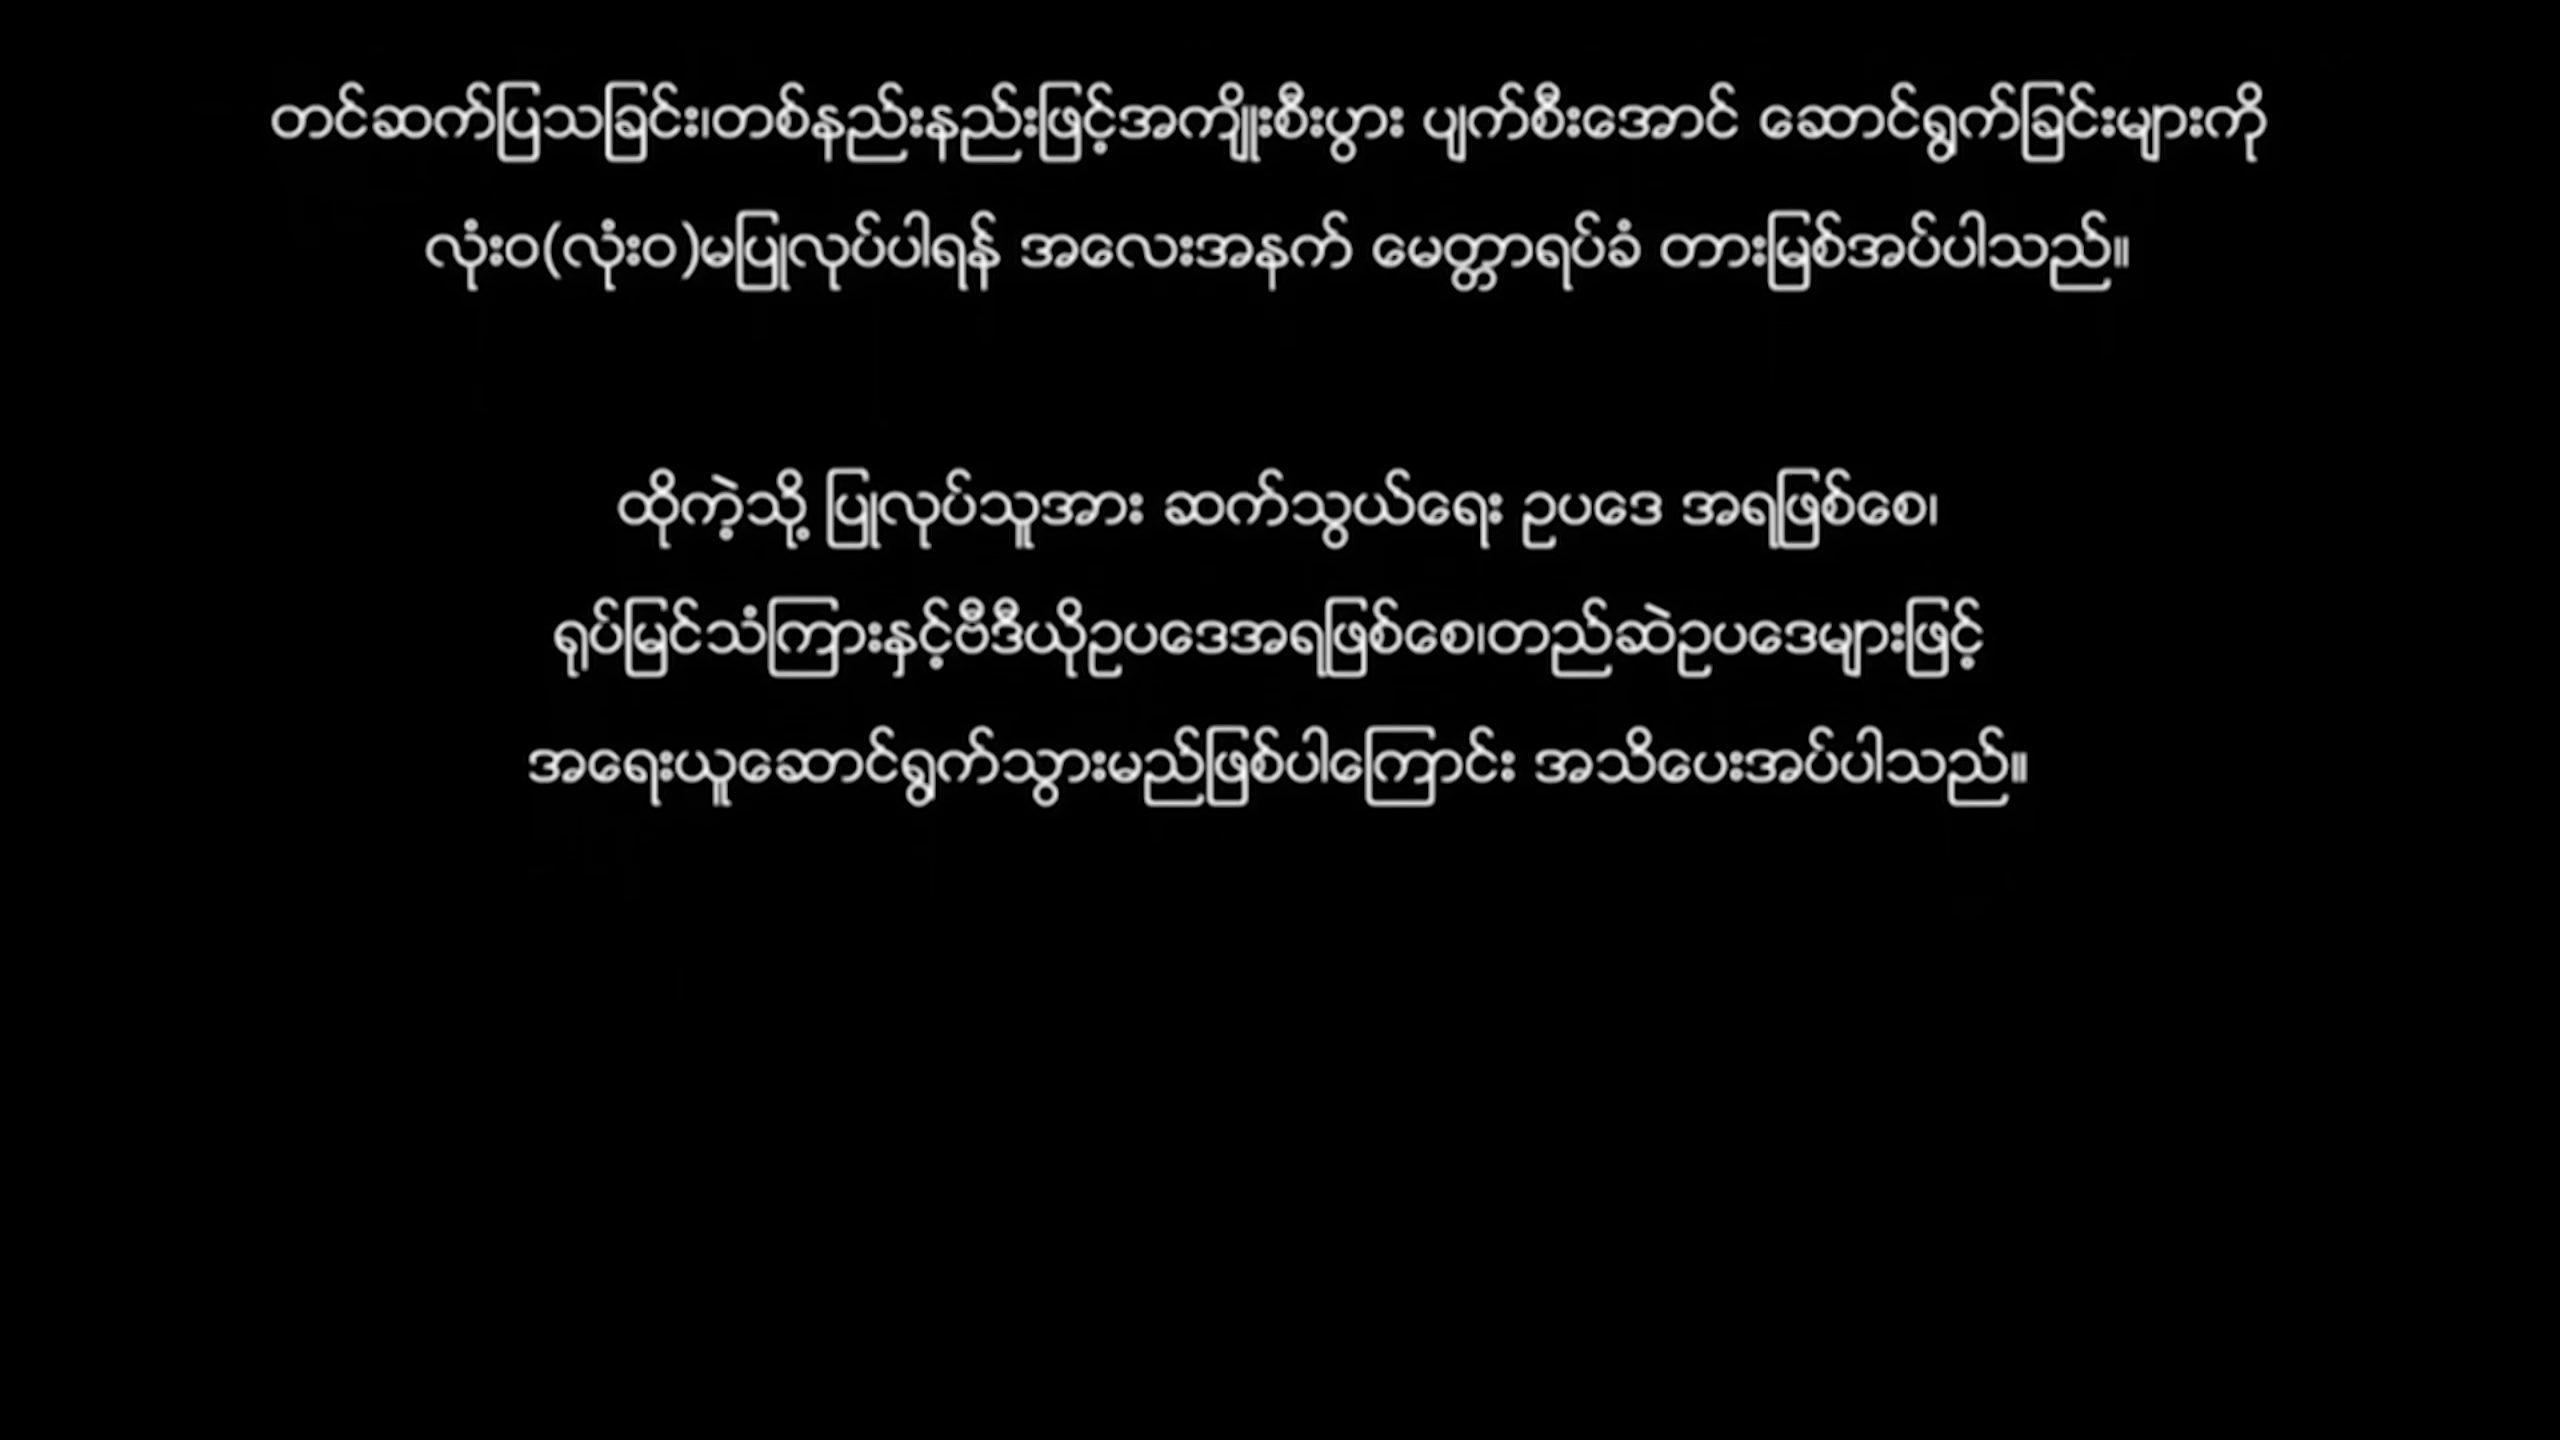 တင်ဆက်ပြသခြင်း၊တစ်နည်းနည်းဖြင့်အကျိုးစီးပွား ပျက်စီးအောင် ဆောင်ရွက်ခြင်းများကို
လုံးဝ(လုံးဝ)မပြုလုပ်ပါရန် အလေးအနက် မေတ္တာရပ်ခံ တားမြစ်အပ်ပါသည်။
ထိုကဲ့သို့ ပြုလုပ်သူအား ဆက်သွယ်ရေး ဥပဒေ အရဖြစ်စေ၊
ရုပ်မြင်သံကြားနှင့်ဗီဒီယိုဥပဒေအရဖြစ်စေ၊တည်ဆဲဥပဒေများဖြင့်
အရေးယူဆောင်ရွက်သွားမည်ဖြစ်ပါကြောင်း အသိပေးအပ်ပါသည်။